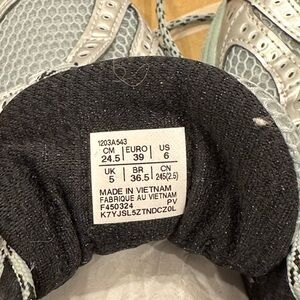 1203A543
CM 24.5 EURO 39 US 6
UK 5 BR 36.5 CN 245(2.5)
MADE IN VIETNAM
FABRIQUE AU VIETNAM
F450324 PV
K7YJSL5ZTNDCZ0L